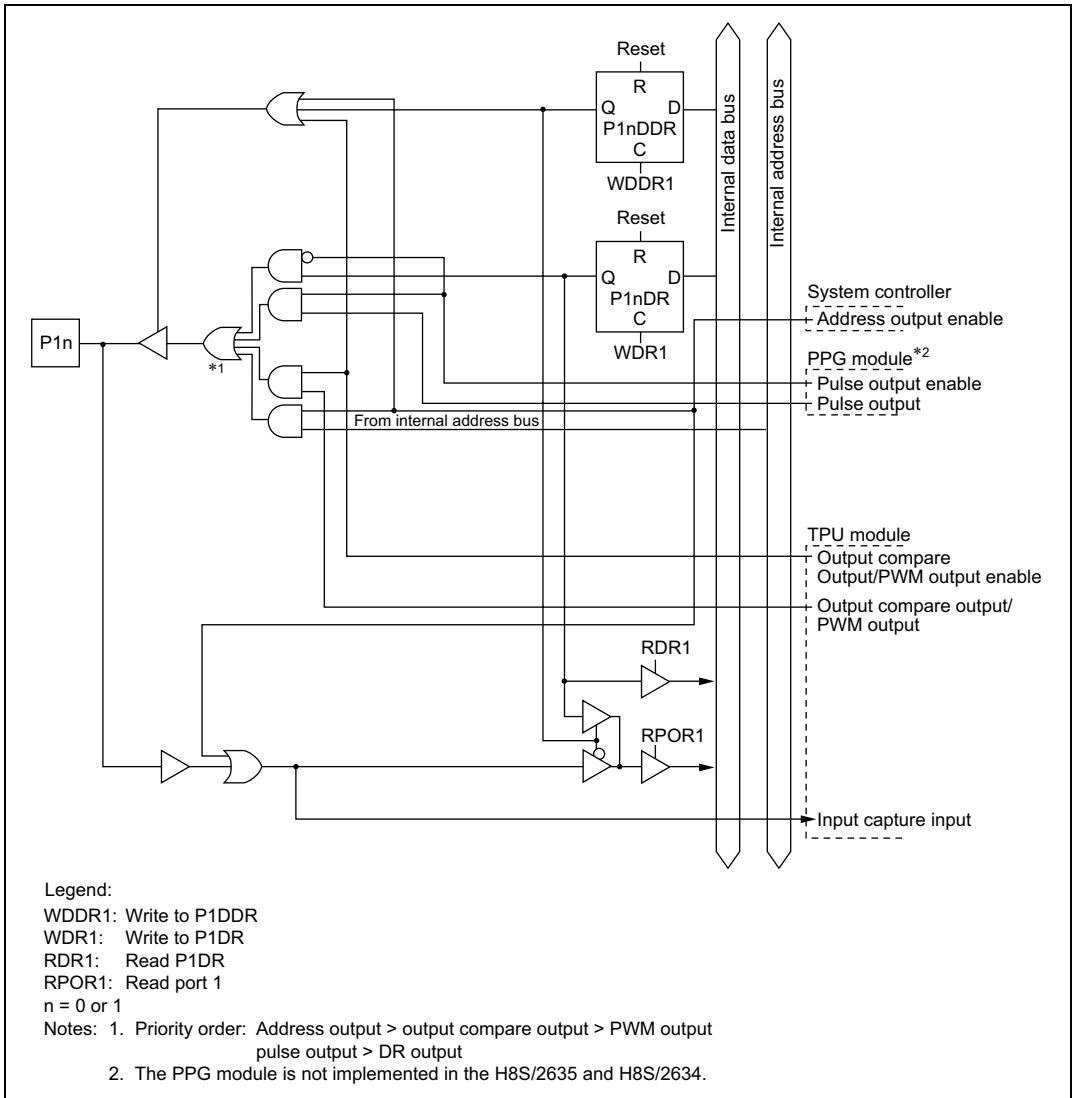 Reset
R
Q
D
P1nDDR
C
WDDR1
Reset
R
Q
D
P1nDR
C
WDR1
Internal data bus
Internal address bus
System controller
Address output enable
PPG module*2
Pulse output enable
Pulse output
P1n
*1
From internal address bus
TPU module
Output compare
Output/PWM output enable
Output compare output/
PWM output
RDR1
RPOR1
Input capture input
Legend:
WDDR1: Write to P1DDR
WDR1: Write to P1DR
RDR1: Read P1DR
RPOR1: Read port 1
n = 0 or 1
Notes: 1. Priority order: Address output > output compare output > PWM output
pulse output > DR output
2. The PPG module is not implemented in the H8S/2635 and H8S/2634.